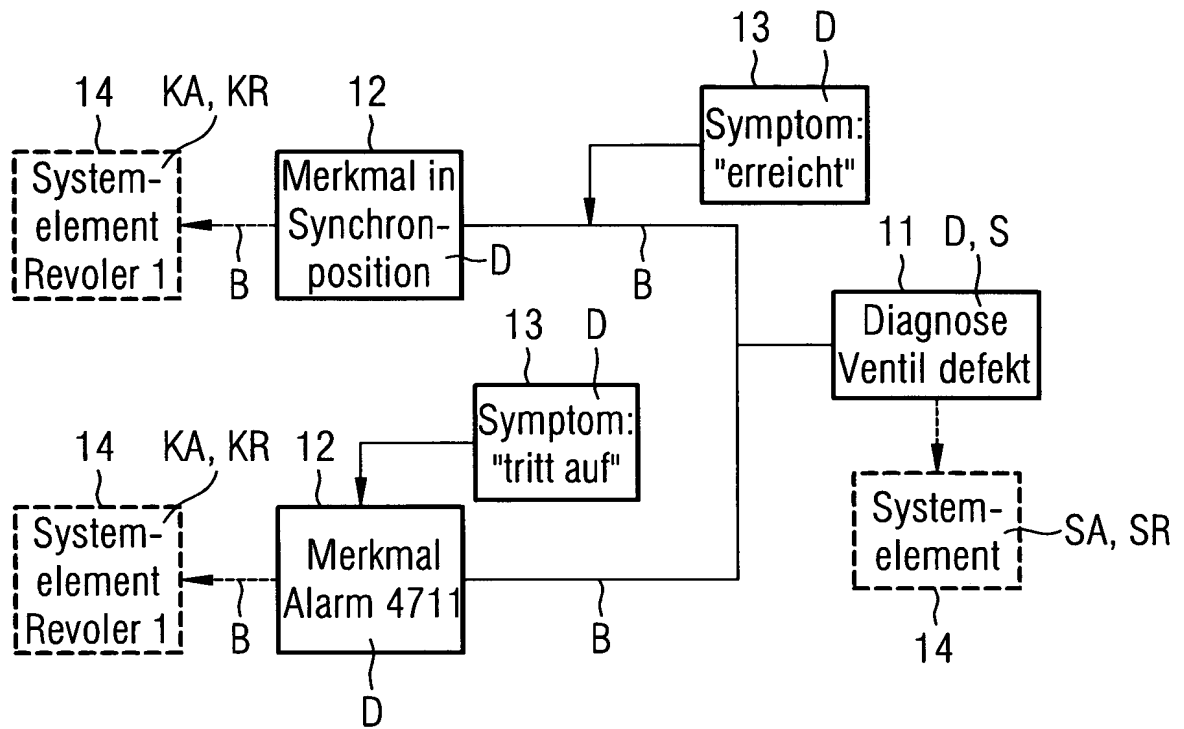 13 D
Symptom:
"erreicht"
14 KA, KR 12
System-
element
Revoler 1
B
Merkmal in
Synchron-
position
D
B
11 D, S
Diagnose
Ventil defekt
13 D
Symptom:
"tritt auf"
14 KA, KR 12
System-
element
Revoler 1
B
Merkmal
Alarm 4711
D
B
System-
element
SA, SR
14